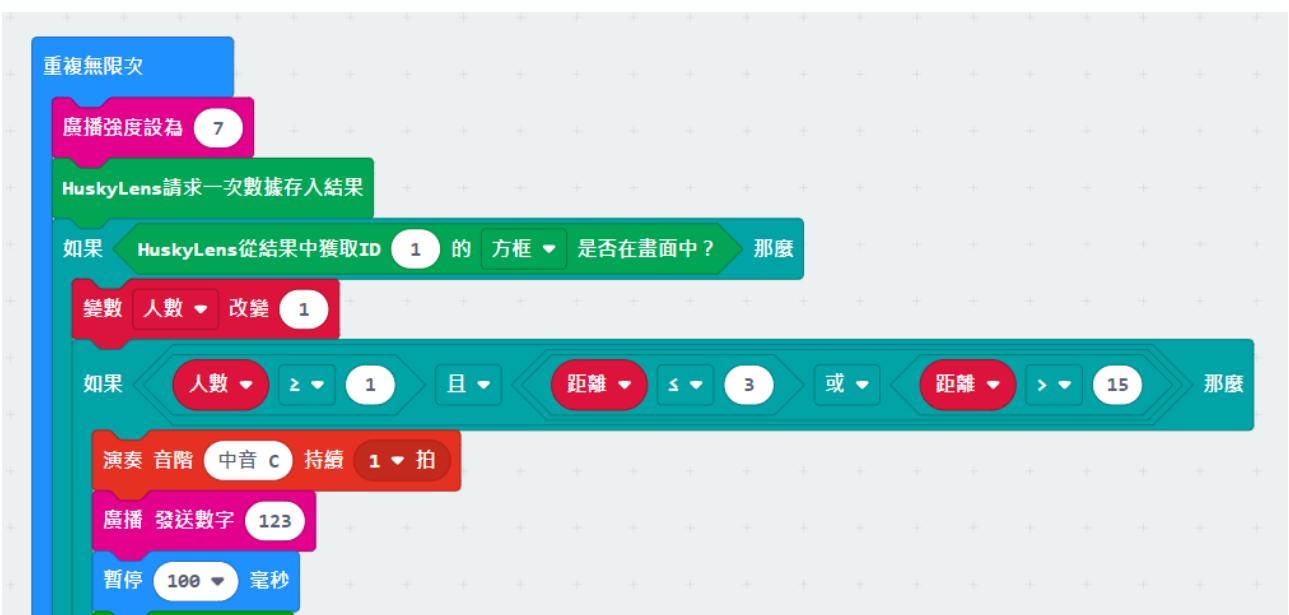 重複無限次
廣播強度設為 7
HuskyLens請求一次數據存入結果
如果 HuskyLens從結果中獲取ID 1 的 方框 是否在畫面中？ 那麼
變數 人數 改變 1
如果 人數 ≥ 1 且 距離 ≤ 3 或 距離 > 15 那麼
演奏 音階 中音 C 持續 1 拍
廣播 發送數字 123
暫停 100 毫秒